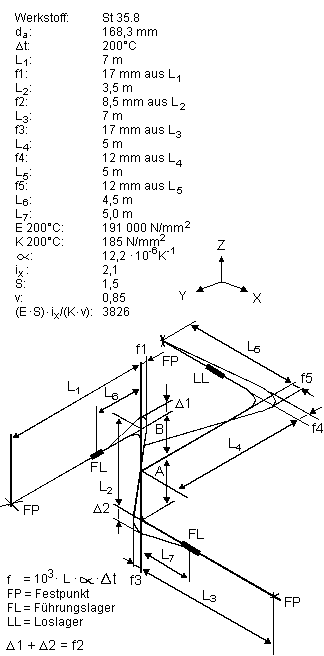 Werkstoff: St 35.8
da: 168,3 mm
Δt: 200°C
L1: 7 m
f1: 17 mm aus L1
L2: 3,5 m
f2: 8,5 mm aus L2
L3: 7 m
f3: 17 mm aus L3
L4: 5 m
f4: 12 mm aus L4
L5: 5 m
f5: 12 mm aus L5
L6: 4,5 m
L7: 5,0 m
E 200°C: 191 000 N/mm²
K 200°C: 185 N/mm²
∝: 12,2 · 10⁻⁶K⁻¹
ix: 2,1
S: 1,5
v: 0,85
(E · S) · ix/(K · v): 3826
Z
Y
X
f1
FP
L5
LL
f5
L1
L6
Δ1
B
f4
FL
L2
A
L4
FP
Δ2
FL
f3
L7
L3
FP
f = 10³ · L · ∝ · Δt
FP = Festpunkt
FL = Führungslager
LL = Loslager
Δ1 + Δ2 = f2